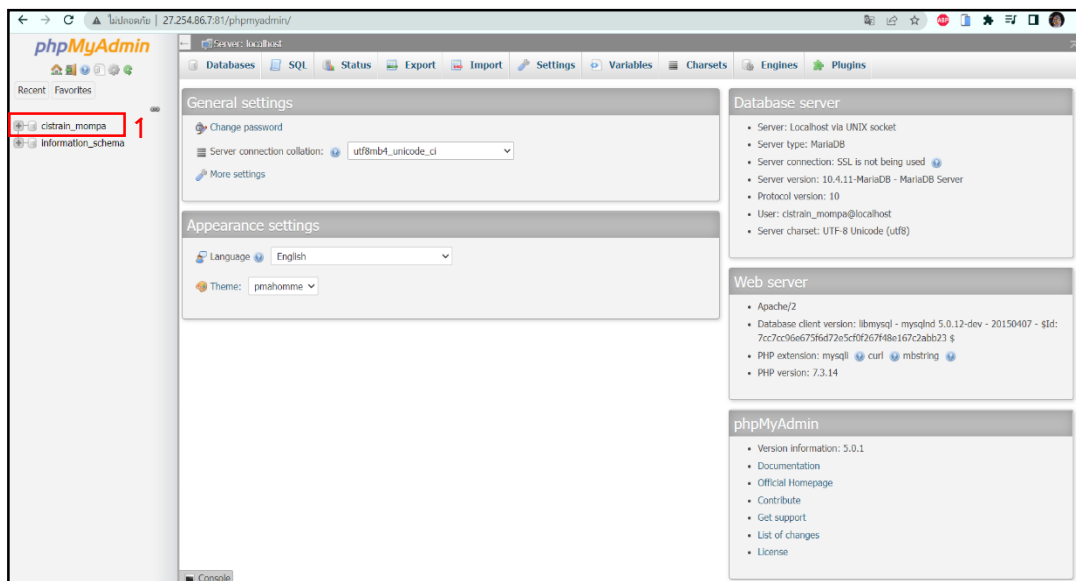 ไม่ปลอดภัย | 27.254.86.7:81/phpmyadmin/
phpMyAdmin
Recent Favorites
cistrain_mompa
1
information_schema
Server: localhost
Databases SQL Status Export Import Settings Variables Charsets Engines Plugins
General settings
Change password
Server connection collation: utf8mb4_unicode_ci
More settings
Appearance settings
Language English
Theme: pmahomme
Database server
• Server: Localhost via UNIX socket
• Server type: MariaDB
• Server connection: SSL is not being used
• Server version: 10.4.11-MariaDB - MariaDB Server
• Protocol version: 10
• User: cistrain_mompa@localhost
• Server charset: UTF-8 Unicode (utf8)
Web server
• Apache/2
• Database client version: libmysql - mysqlnd 5.0.12-dev - 20150407 - $Id:
7cc7cc96e675f6d72e5cf0f267f48e167c2abb23 $
• PHP extension: mysqli curl mbstring
• PHP version: 7.3.14
phpMyAdmin
• Version information: 5.0.1
• Documentation
• Official Homepage
• Contribute
• Get support
• List of changes
• License
Console